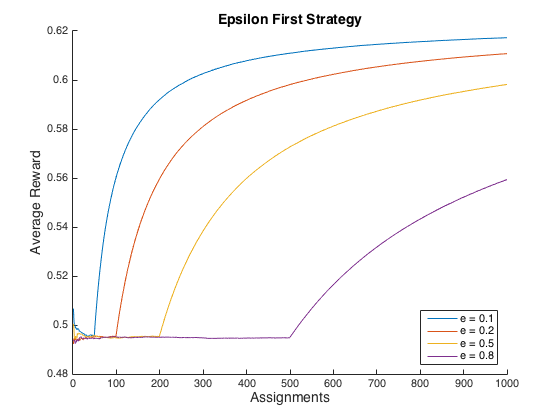 Epsilon First Strategy
0.62
0.6
0.58
0.56
0.54
0.52
0.5
0.48
Average Reward
0 100 200 300 400 500 600 700 800 900 1000
Assignments
e = 0.1
e = 0.2
e = 0.5
e = 0.8